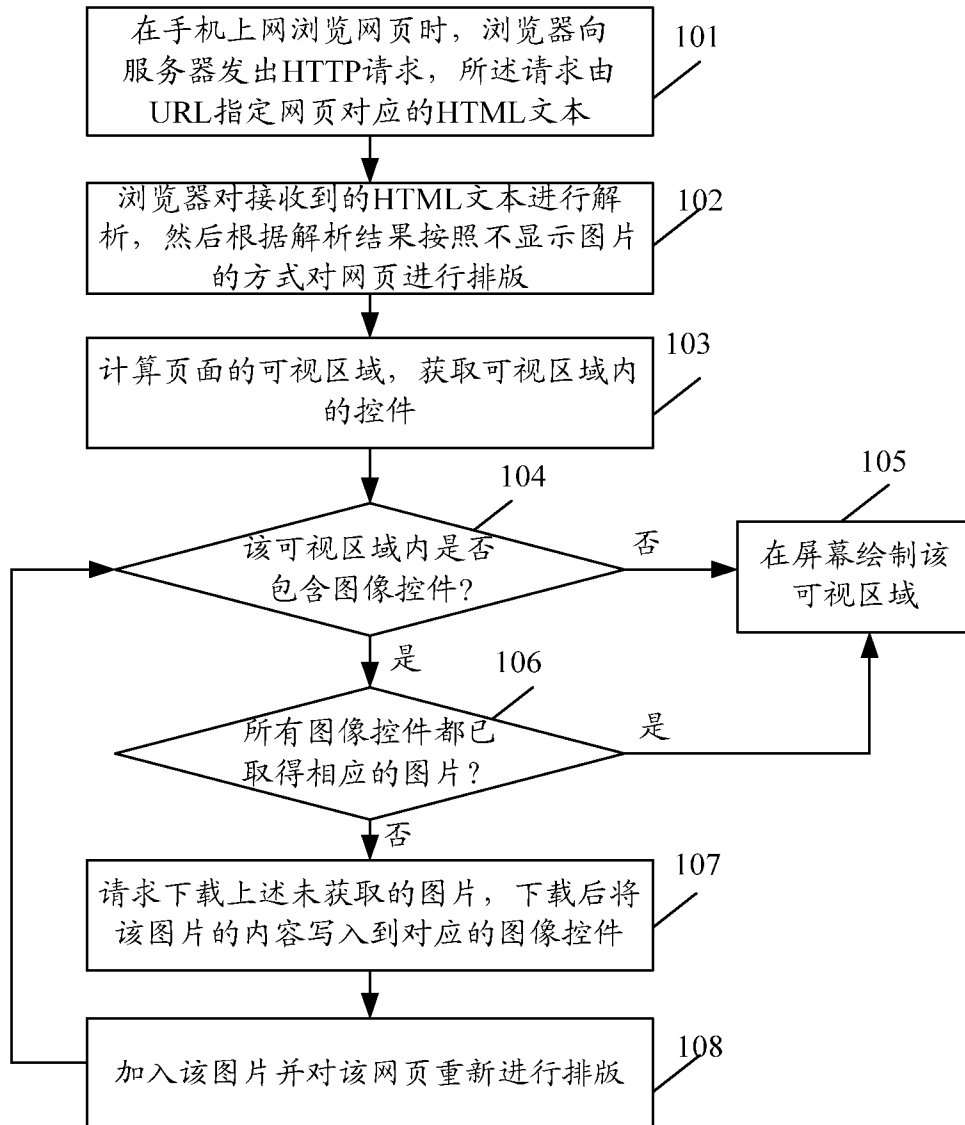 在手机上网浏览网页时，浏览器向
服务器发出HTTP请求，所述请求由
URL指定网页对应的HTML文本
101
浏览器对接收到的HTML文本进行解
析，然后根据解析结果按照不显示图片
的方式对网页进行排版
102
计算页面的可视区域，获取可视区域内
的控件
103
104
该可视区域内是否
包含图像控件？
否
105
在屏幕绘制该
可视区域
是
106
所有图像控件都已
取得相应的图片？
是
否
请求下载上述未获取的图片，下载后将
该图片的内容写入到对应的图像控件
107
加入该图片并对该网页重新进行排版
108